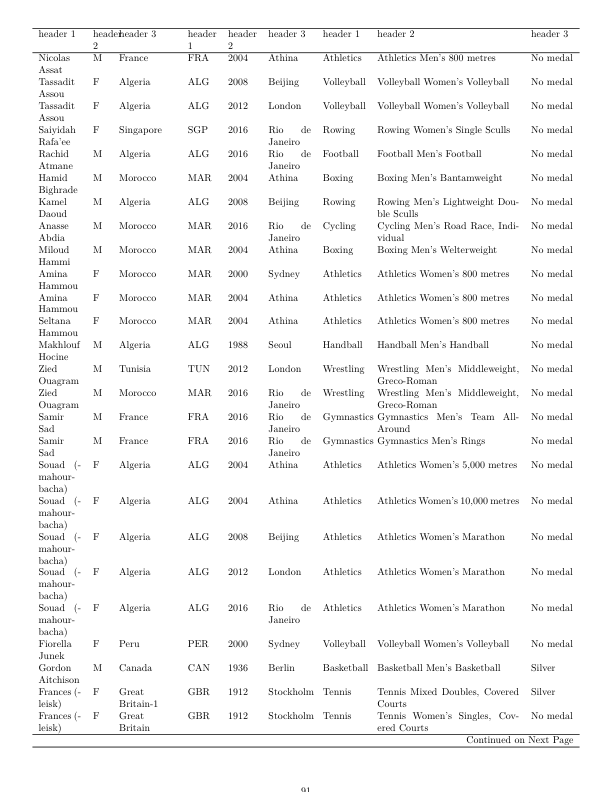 header 1 header 2 header 3 header 1 header 2 header 3 header 1 header 2 header 3
Nicolas Assat M France FRA 2004 Athina Athletics Athletics Men's 800 metres No medal
Tassadit Assou F Algeria ALG 2008 Beijing Volleyball Volleyball Women's Volleyball No medal
Tassadit Assou F Algeria ALG 2012 London Volleyball Volleyball Women's Volleyball No medal
Saiyidah Rafa'ee F Singapore SGP 2016 Rio de Janeiro Rowing Rowing Women's Single Sculls No medal
Rachid Atmane M Algeria ALG 2016 Rio de Janeiro Football Football Men's Football No medal
Hamid Bighrade M Morocco MAR 2004 Athina Boxing Boxing Men's Bantamweight No medal
Kamel Daoud M Algeria ALG 2008 Beijing Rowing Rowing Men's Lightweight Double Sculls No medal
Anasse Abdia M Morocco MAR 2016 Rio de Janeiro Cycling Cycling Men's Road Race, Individual No medal
Miloud Hammi M Morocco MAR 2004 Athina Boxing Boxing Men's Welterweight No medal
Amina Hammou F Morocco MAR 2000 Sydney Athletics Athletics Women's 800 metres No medal
Amina Hammou F Morocco MAR 2004 Athina Athletics Athletics Women's 800 metres No medal
Seltana Hammou F Morocco MAR 2004 Athina Athletics Athletics Women's 800 metres No medal
Makhlouf Hocine M Algeria ALG 1988 Seoul Handball Handball Men's Handball No medal
Zied Ouagram M Tunisia TUN 2012 London Wrestling Wrestling Men's Middleweight, Greco-Roman No medal
Zied Ouagram M Morocco MAR 2016 Rio de Janeiro Wrestling Wrestling Men's Middleweight, Greco-Roman No medal
Samir Sad M France FRA 2016 Rio de Janeiro Gymnastics Gymnastics Men's Team All-Around No medal
Samir Sad M France FRA 2016 Rio de Janeiro Gymnastics Gymnastics Men's Rings No medal
Souad (-mahour-bacha) F Algeria ALG 2004 Athina Athletics Athletics Women's 5,000 metres No medal
Souad (-mahour-bacha) F Algeria ALG 2004 Athina Athletics Athletics Women's 10,000 metres No medal
Souad (-mahour-bacha) F Algeria ALG 2008 Beijing Athletics Athletics Women's Marathon No medal
Souad (-mahour-bacha) F Algeria ALG 2012 London Athletics Athletics Women's Marathon No medal
Souad (-mahour-bacha) F Algeria ALG 2016 Rio de Janeiro Athletics Athletics Women's Marathon No medal
Fiorella Junek F Peru PER 2000 Sydney Volleyball Volleyball Women's Volleyball No medal
Gordon Aitchison M Canada CAN 1936 Berlin Basketball Basketball Men's Basketball Silver
Frances (-leisk) F Great Britain-1 GBR 1912 Stockholm Tennis Tennis Mixed Doubles, Covered Courts Silver
Frances (-leisk) F Great Britain GBR 1912 Stockholm Tennis Tennis Women's Singles, Covered Courts No medal
Continued on Next Page
91